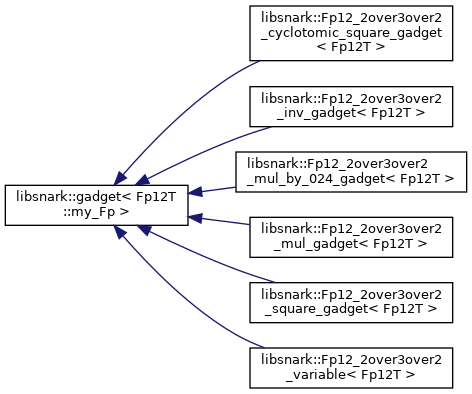 libsnark::Fp12_2over3over2
_cyclotomic_square_gadget
< Fp12T >
libsnark::Fp12_2over3over2
_inv_gadget< Fp12T >
libsnark::Fp12_2over3over2
_mul_by_024_gadget< Fp12T >
libsnark::gadget< Fp12T
::my_Fp >
libsnark::Fp12_2over3over2
_mul_gadget< Fp12T >
libsnark::Fp12_2over3over2
_square_gadget< Fp12T >
libsnark::Fp12_2over3over2
_variable< Fp12T >